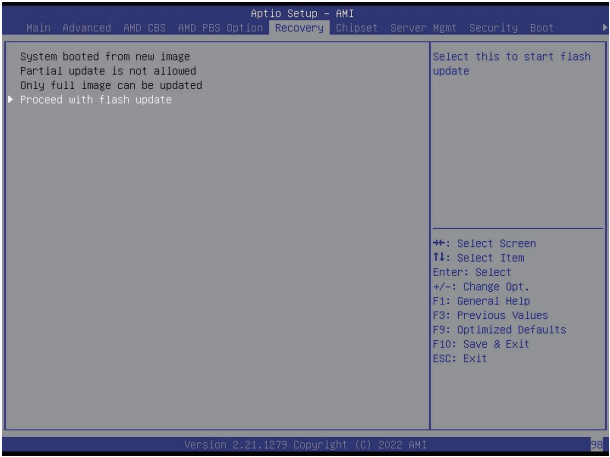 Aptio Setup – AMI
Main Advanced AMD CBS AMD PBS Option Recovery Chipset Server Mgmt Security Boot ▶
System booted from new image
Partial update is not allowed
Only full image can be updated
▶ Proceed with flash update
Select this to start flash
update
→←: Select Screen
↑↓: Select Item
Enter: Select
+/-: Change Opt.
F1: General Help
F3: Previous Values
F9: Optimized Defaults
F10: Save & Exit
ESC: Exit
Version 2.21.1279 Copyright (C) 2022 AMI
98